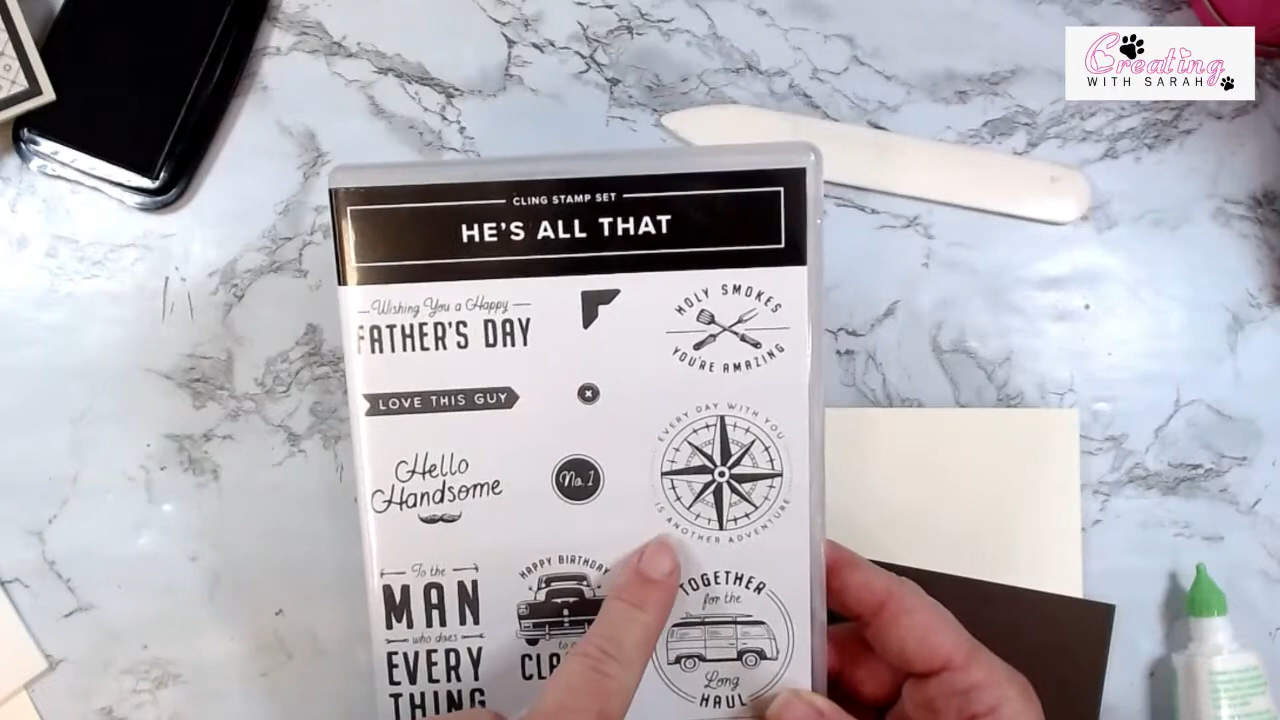 Creating
WITH SARAH
CLING STAMP SET
HE'S ALL THAT
Wishing You a Happy
FATHER'S DAY
HOLY SMOKES
YOU'RE AMAZING
LOVE THIS GUY
EVERY DAY WITH YOU
IS ANOTHER ADVENTURE
Hello
Handsome
No. 1
To the
MAN
who does
EVERY
THING
HAPPY BIRTHDAY
to
TOGETHER
for the
Long
HAUL